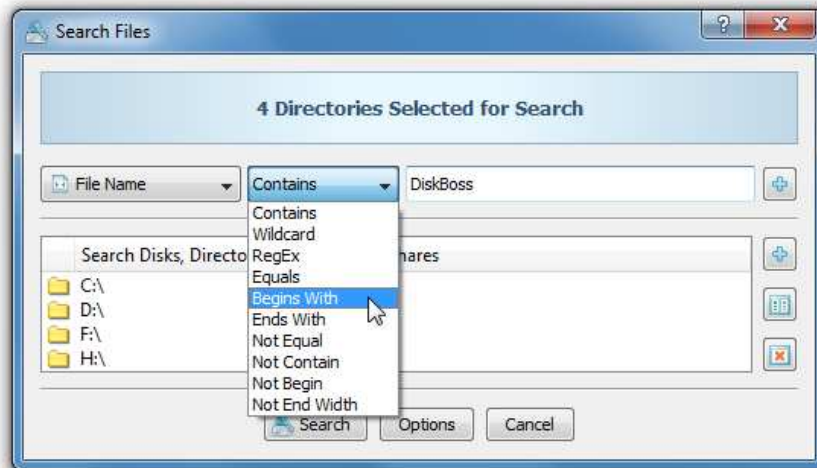 Search Files
4 Directories Selected for Search
File Name Contains DiskBoss
Contains
Wildcard
Search Disks, Directo hares
RegEx
Equals
C:\
Begins With
D:\
Ends With
F:\
Not Equal
H:\
Not Contain
Not Begin
Not End Width
Search Options Cancel